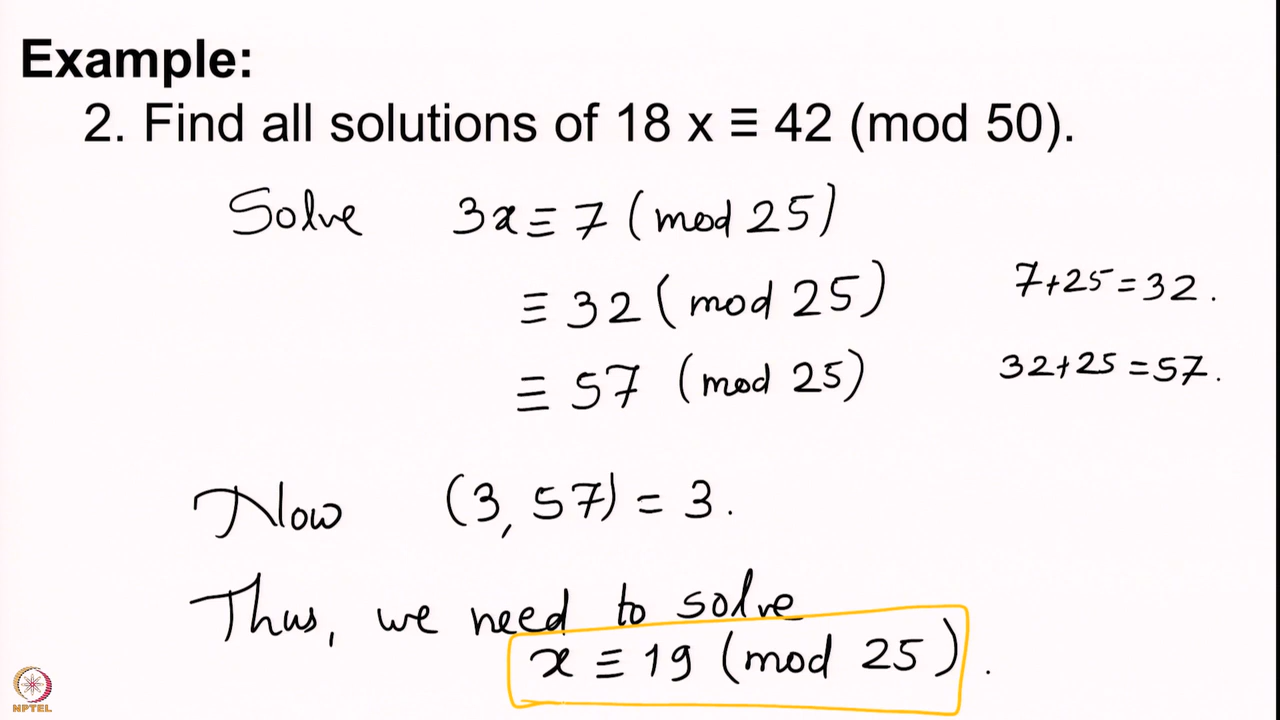 Example:
2. Find all solutions of 18 x ≡ 42 (mod 50).
Solve 3x ≡ 7 (mod 25)
≡ 32 (mod 25) 7+25=32.
≡ 57 (mod 25) 32+25=57.
Now (3, 57) = 3.
Thus, we need to solve
x ≡ 19 (mod 25).
NPTEL